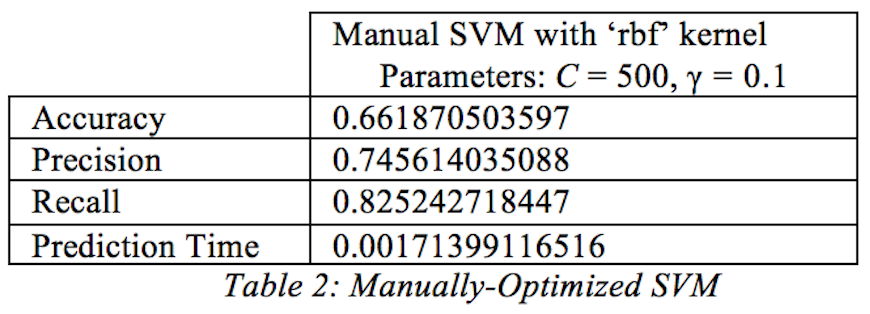 Manual SVM with ‘rbf’ kernel
Parameters: C = 500, γ = 0.1
Accuracy 0.661870503597
Precision 0.745614035088
Recall 0.825242718447
Prediction Time 0.00171399116516
Table 2: Manually-Optimized SVM